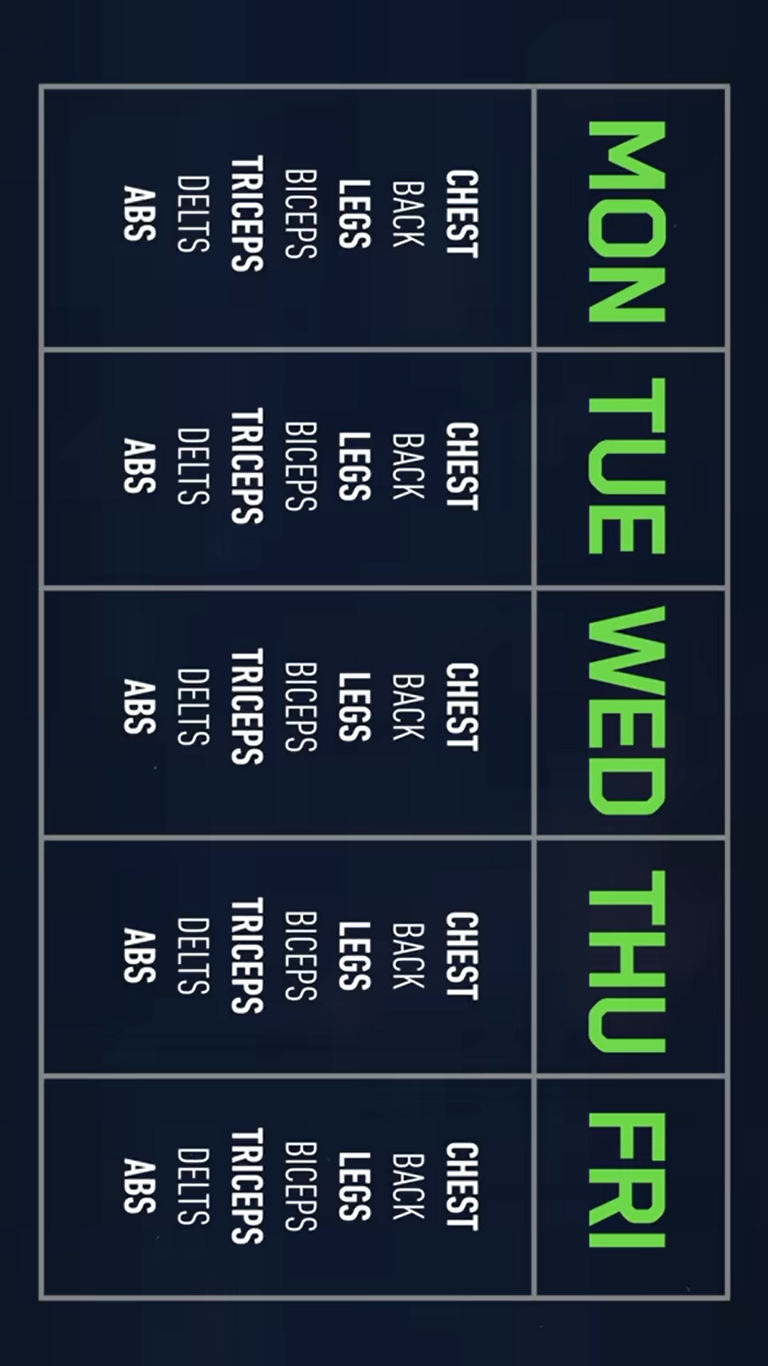 MON TUE WED THU FRI
CHEST CHEST CHEST CHEST CHEST
BACK BACK BACK BACK BACK
LEGS LEGS LEGS LEGS LEGS
BICEPS BICEPS BICEPS BICEPS BICEPS
TRICEPS TRICEPS TRICEPS TRICEPS TRICEPS
DELTS DELTS DELTS DELTS DELTS
ABS ABS ABS ABS ABS